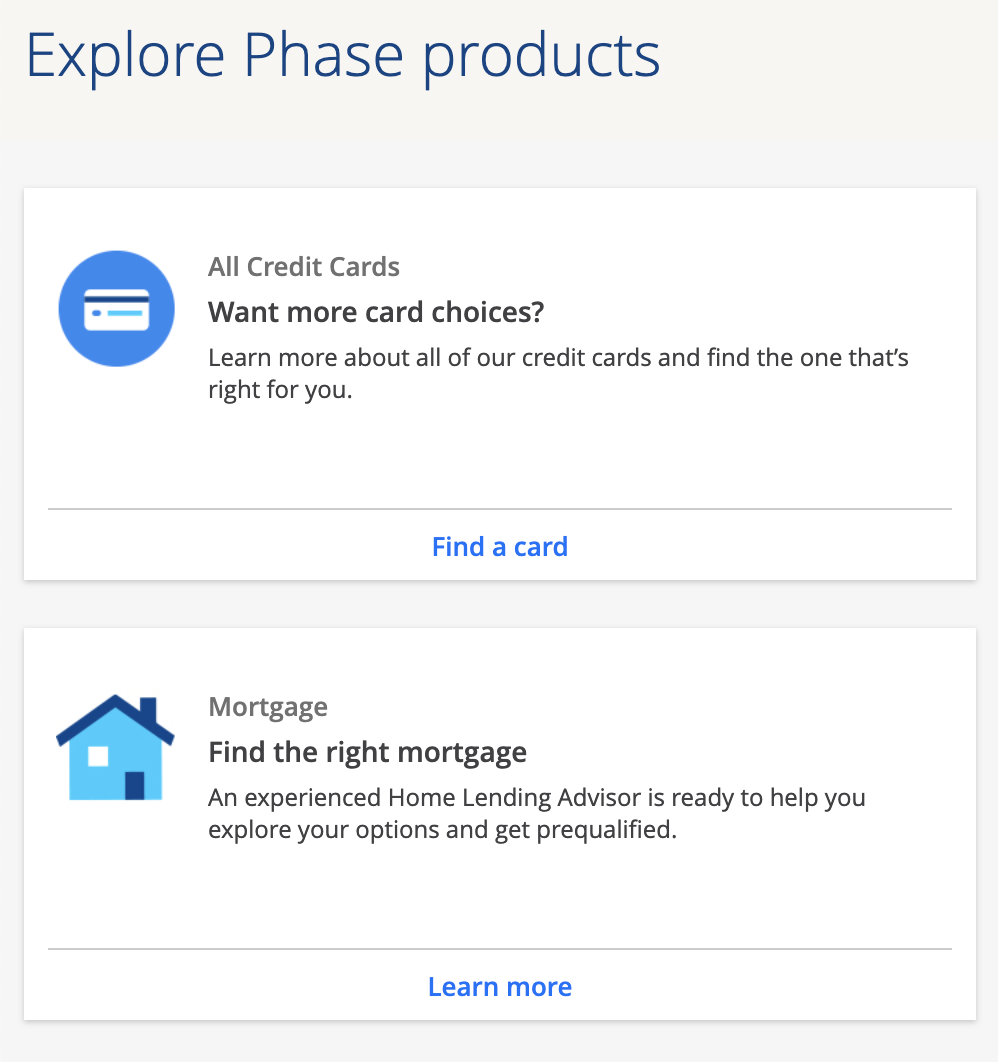 Explore Phase products
All Credit Cards
Want more card choices?
Learn more about all of our credit cards and find the one that’s
right for you.
Find a card
Mortgage
Find the right mortgage
An experienced Home Lending Advisor is ready to help you
explore your options and get prequalified.
Learn more